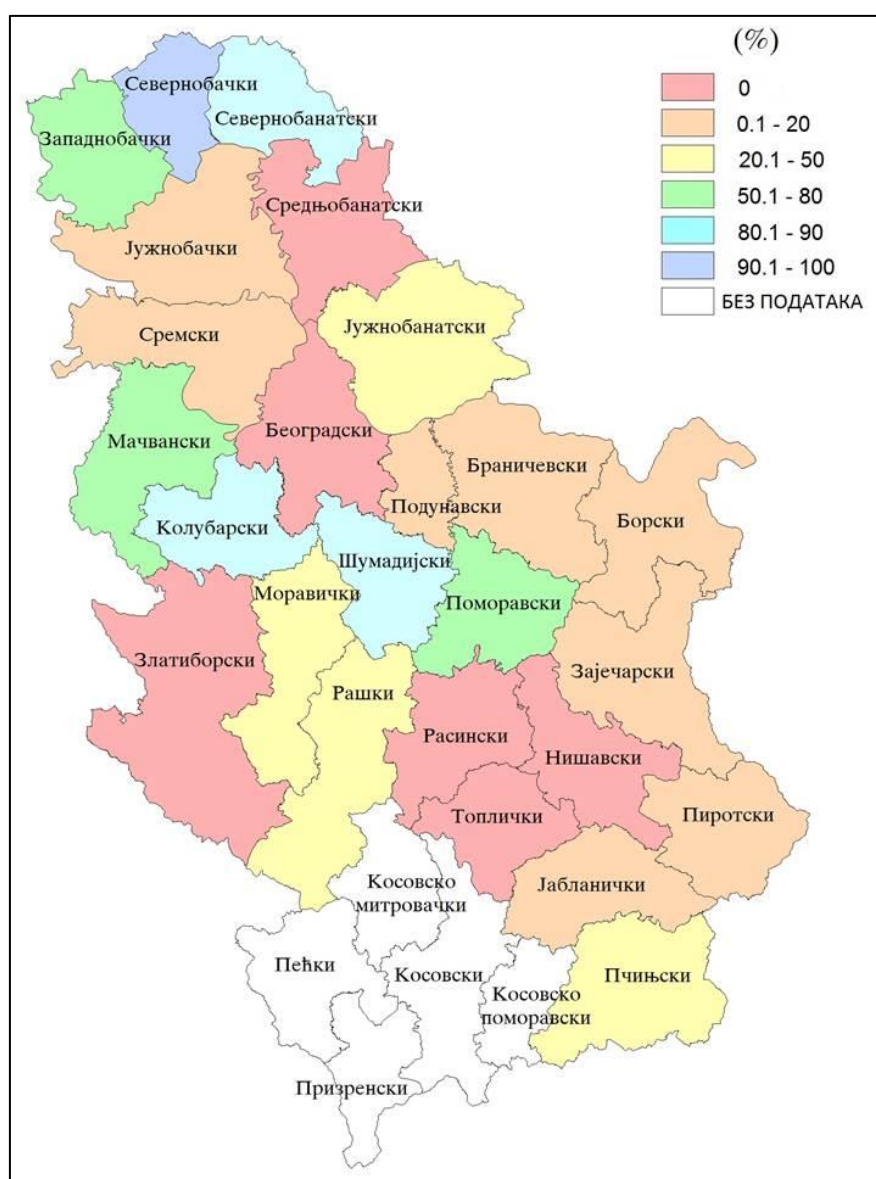 (%)
0
0.1 - 20
20.1 - 50
50.1 - 80
80.1 - 90
90.1 - 100
БЕЗ ПОДАТАКА
Севернобачки
Севернобанатски
Западнобачки
Средњобанатски
Јужнобачки
Јужнобанатски
Сремски
Београдски
Мачвански
Браничевски
Подунавски
Борски
Колубарски
Шумадијски
Моравички
Поморавски
Златиборски
Зајечарски
Рашки
Расински
Нишавски
Топлички
Пиротски
Јабланички
Косовско
митровачки
Пећки
Косовски
Косовско
поморавски
Пчињски
Призренски